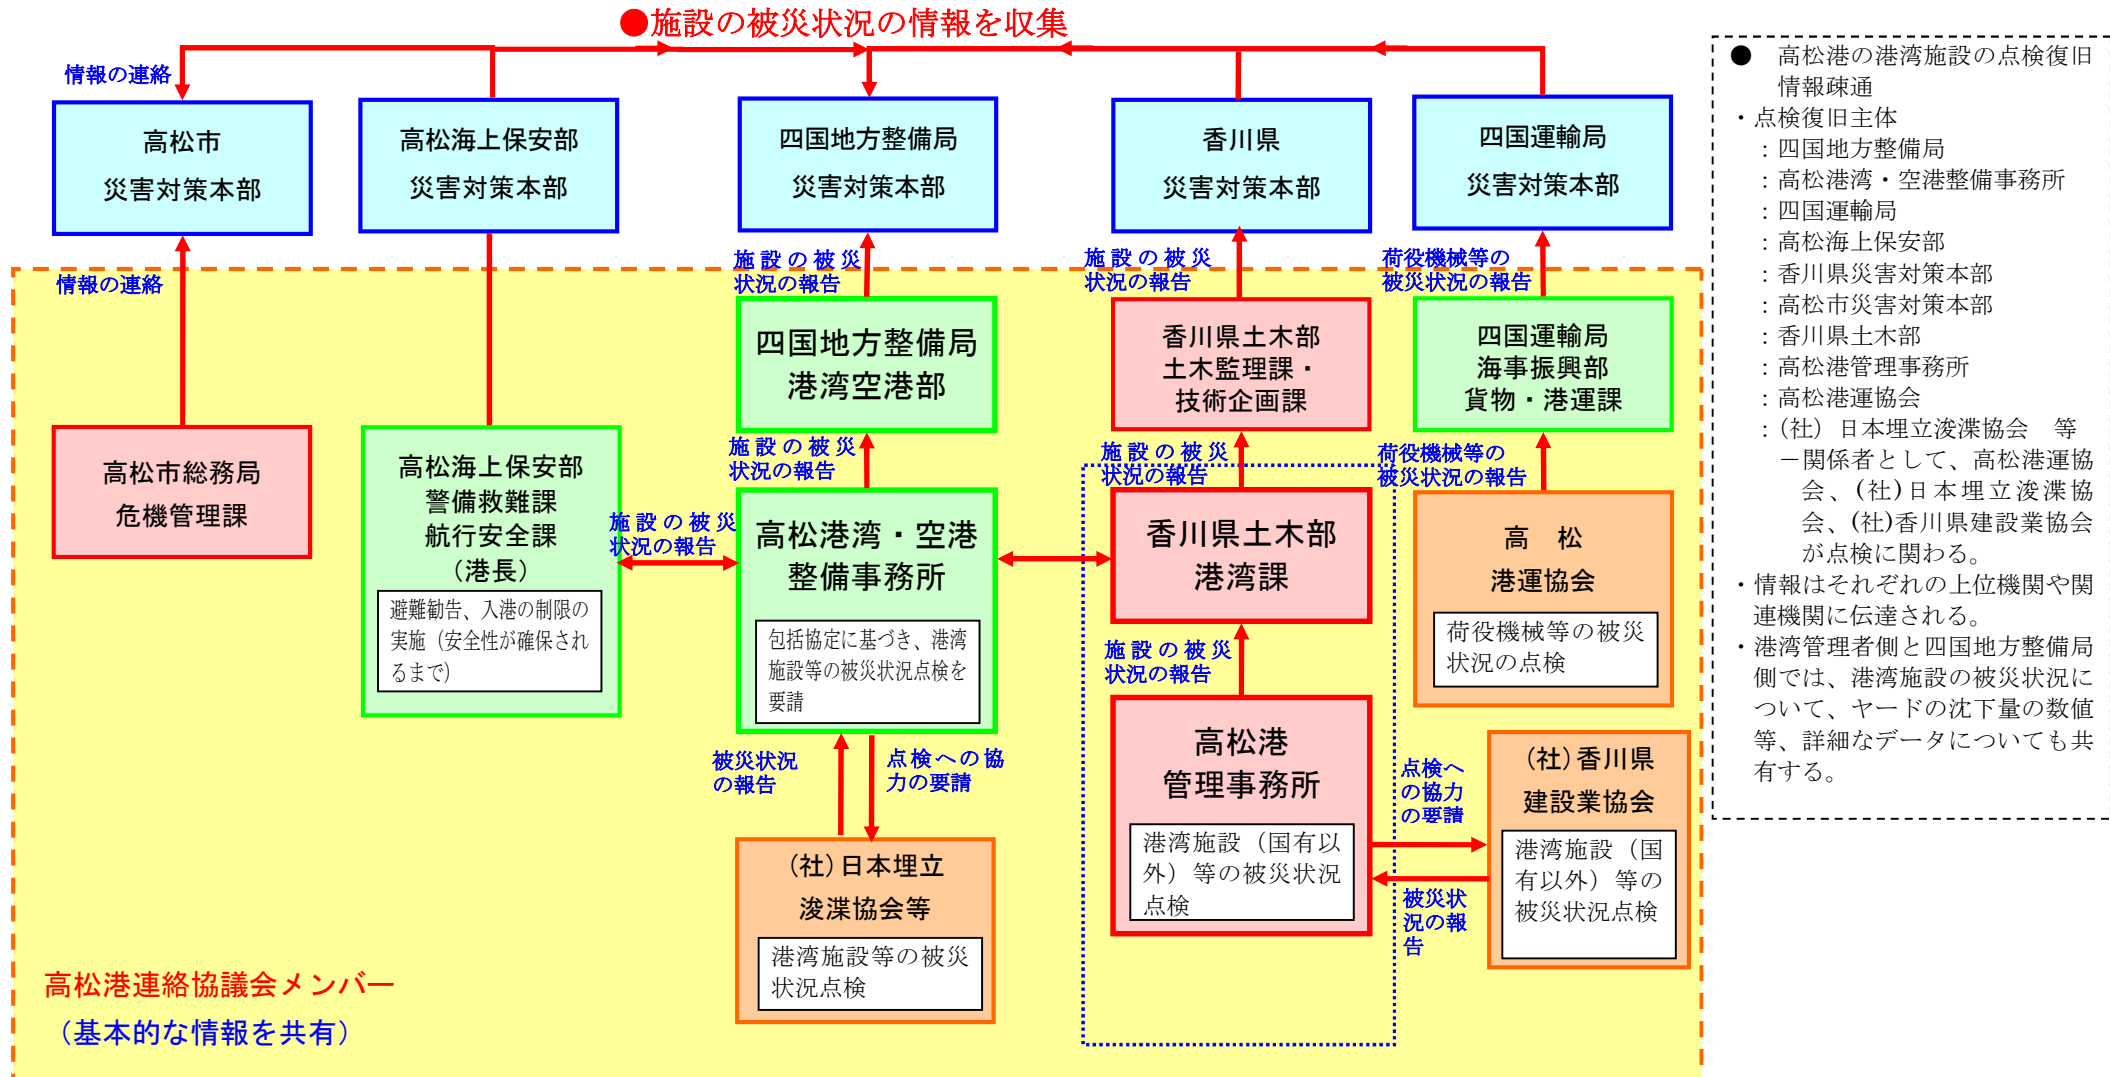 ●施設の被災状況の情報を収集
情報の連絡
高松市
災害対策本部
高松海上保安部
災害対策本部
四国地方整備局
災害対策本部
香川県
災害対策本部
四国運輸局
災害対策本部
情報の連絡
施設の被災
状況の報告
施設の被災
状況の報告
荷役機械等の
被災状況の報告
四国地方整備局
港湾空港部
香川県土木部
土木監理課・
技術企画課
四国運輸局
海事振興部
貨物・港運課
高松市総務局
危機管理課
高松海上保安部
警備救難課
航行安全課
（港長）
避難勧告、入港の制限の
実施（安全性が確保され
るまで）
施設の被災
状況の報告
施設の被災
状況の報告
高松港湾・空港
整備事務所
包括協定に基づき、港湾
施設等の被災状況点検を
要請
施設の被災
状況の報告
香川県土木部
港湾課
荷役機械等の
被災状況の報告
高　松
港運協会
荷役機械等の被災
状況の点検
施設の被災
状況の報告
高松港
管理事務所
港湾施設（国有以
外）等の被災状況
点検
被災状況
の報告
点検への協
力の要請
(社)日本埋立
浚渫協会等
港湾施設等の被災
状況点検
点検へ
の協力
の要請
(社)香川県
建設業協会
港湾施設（国
有以外）等の
被災状況点検
被災状
況の報
告
高松港連絡協議会メンバー
（基本的な情報を共有）
●　高松港の港湾施設の点検復旧
情報疎通
・点検復旧主体
：四国地方整備局
：高松港湾・空港整備事務所
：四国運輸局
：高松海上保安部
：香川県災害対策本部
：高松市災害対策本部
：香川県土木部
：高松港管理事務所
：高松港運協会
：(社）日本埋立浚渫協会　等
－関係者として、高松港運協
会、(社)日本埋立浚渫協
会、(社)香川県建設業協会
が点検に関わる。
・情報はそれぞれの上位機関や関
連機関に伝達される。
・港湾管理者側と四国地方整備局
側では、港湾施設の被災状況に
ついて、ヤードの沈下量の数値
等、詳細なデータについても共
有する。